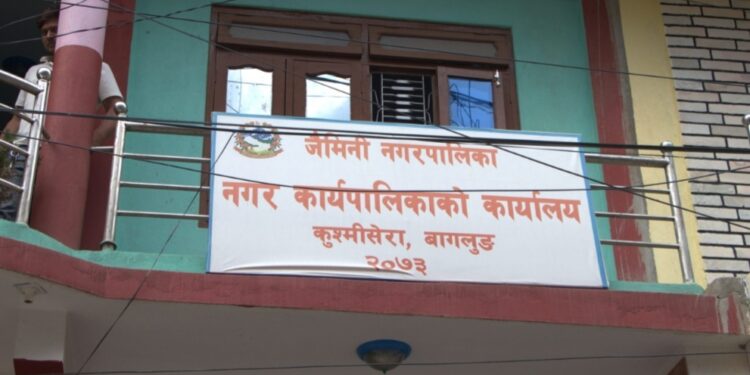 जैमिनी नगरपालिका
नगर कार्यपालिकाको कार्यालय
कुश्मीसेरा, बागलुङ
२०७३